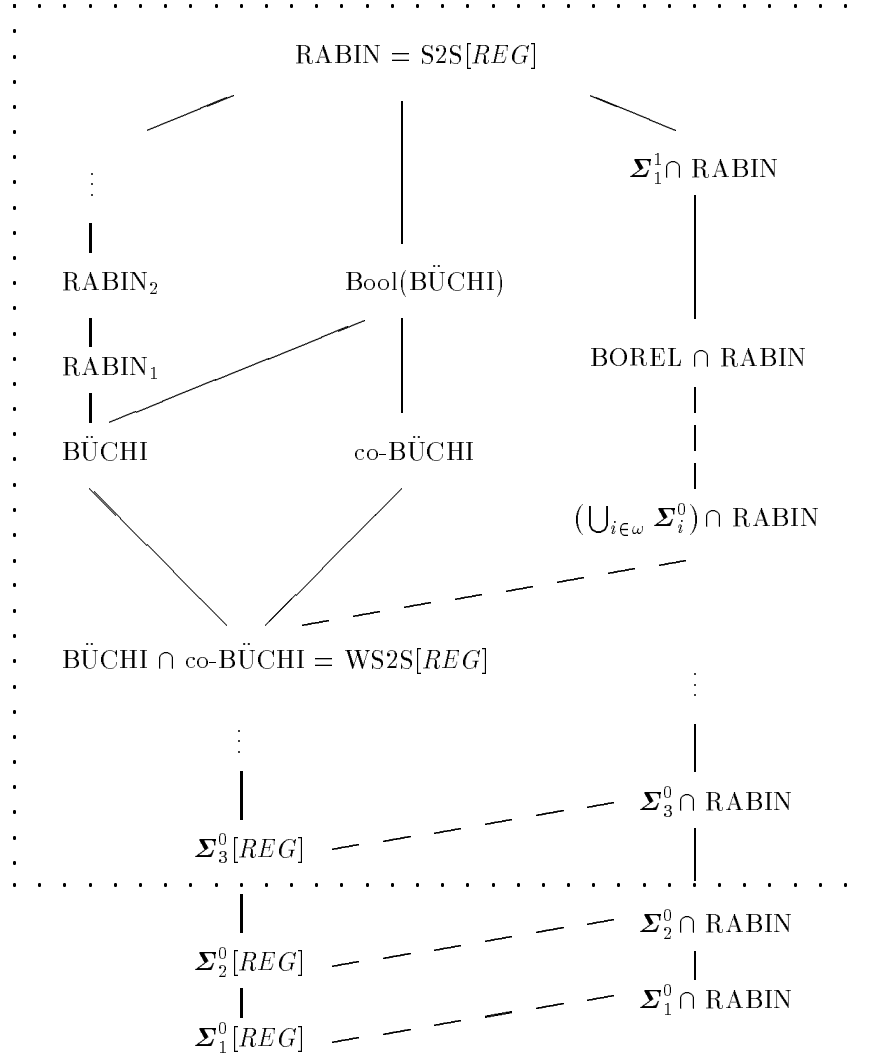 RABIN = S2S[REG]
Σ¹₁ ∩ RABIN
⋮
RABIN₂
Bool(BÜCHI)
RABIN₁
BOREL ∩ RABIN
BÜCHI
co-BÜCHI
(⋃_{i∈ω} Σ⁰ᵢ) ∩ RABIN
BÜCHI ∩ co-BÜCHI = WS2S[REG]
⋮
⋮
Σ⁰₃ ∩ RABIN
Σ⁰₃[REG]
Σ⁰₂ ∩ RABIN
Σ⁰₂[REG]
Σ⁰₁ ∩ RABIN
Σ⁰₁[REG]